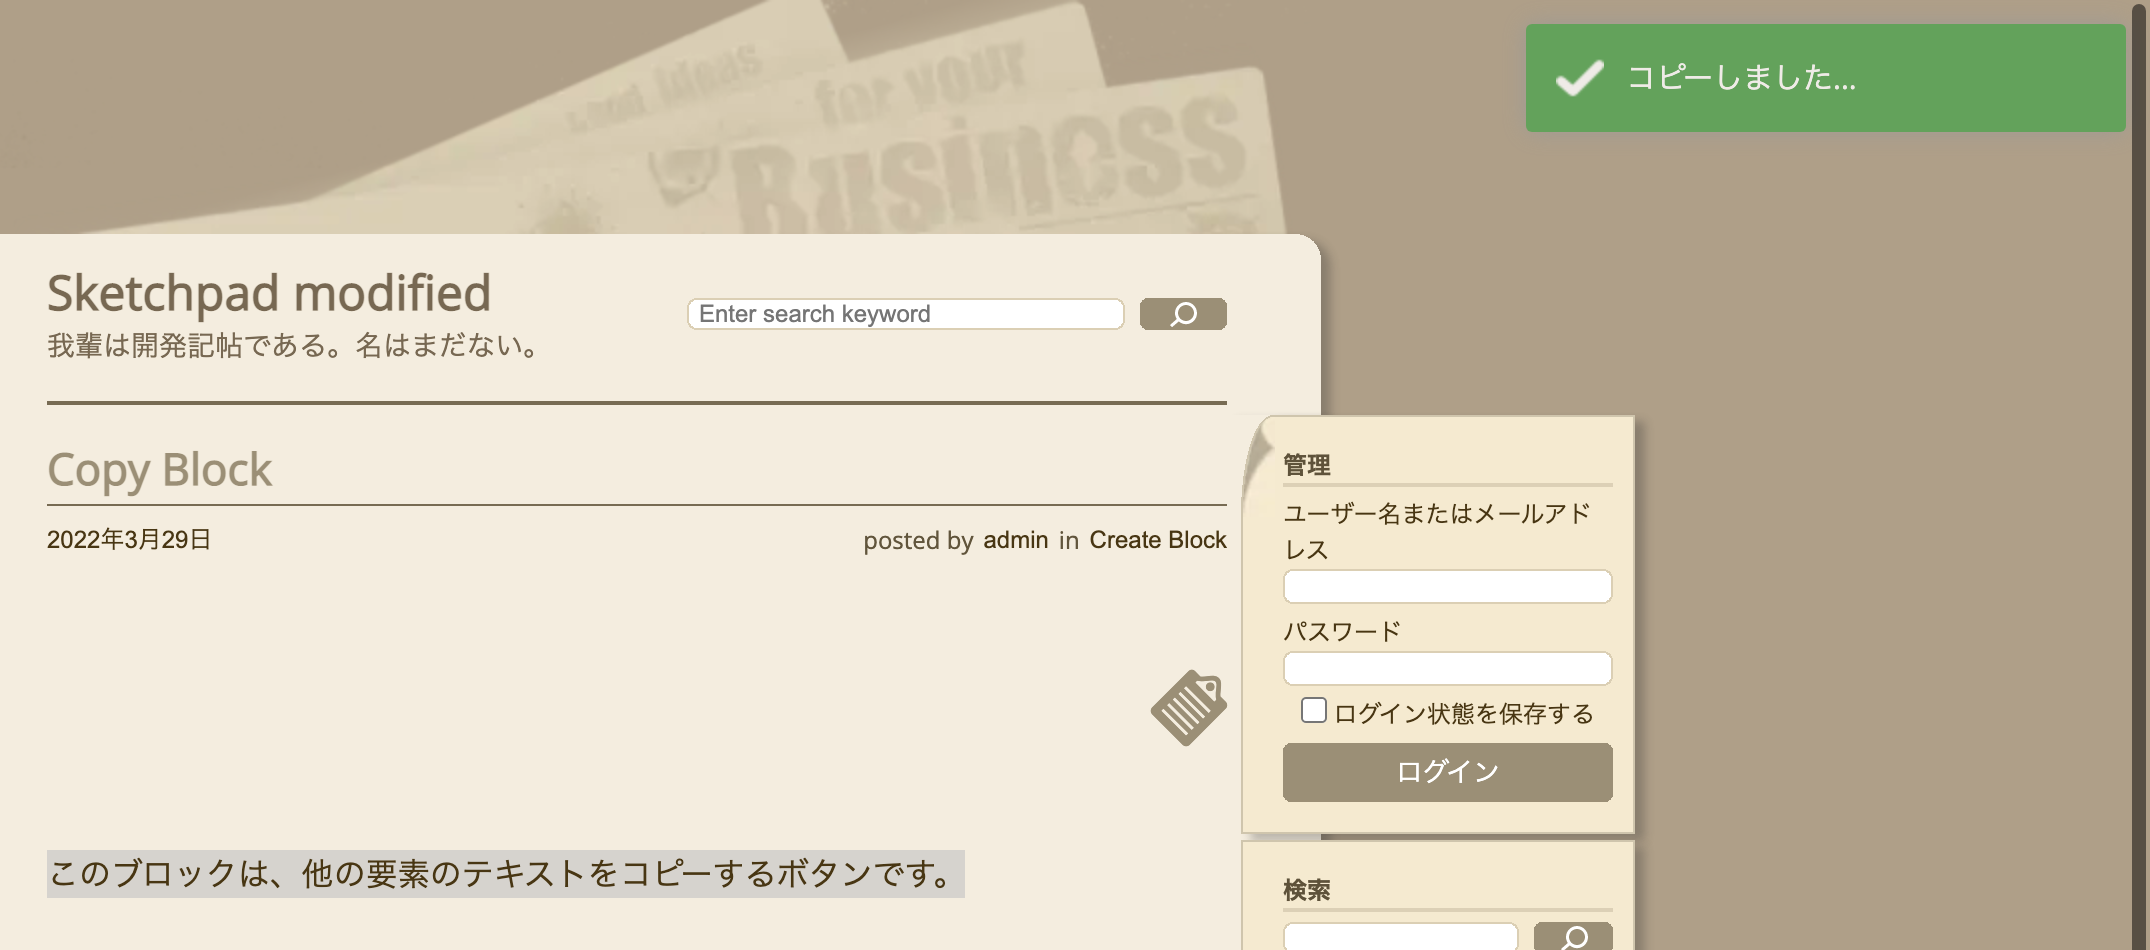 and ideas
for your
Business
コピーしました...
Sketchpad modified
Enter search keyword
我輩は開発記帖である。名はまだない。
Copy Block
2022年3月29日
posted by admin in Create Block
管理
ユーザー名またはメールアド
レス
パスワード
ログイン状態を保存する
ログイン
このブロックは、他の要素のテキストをコピーするボタンです。
検索